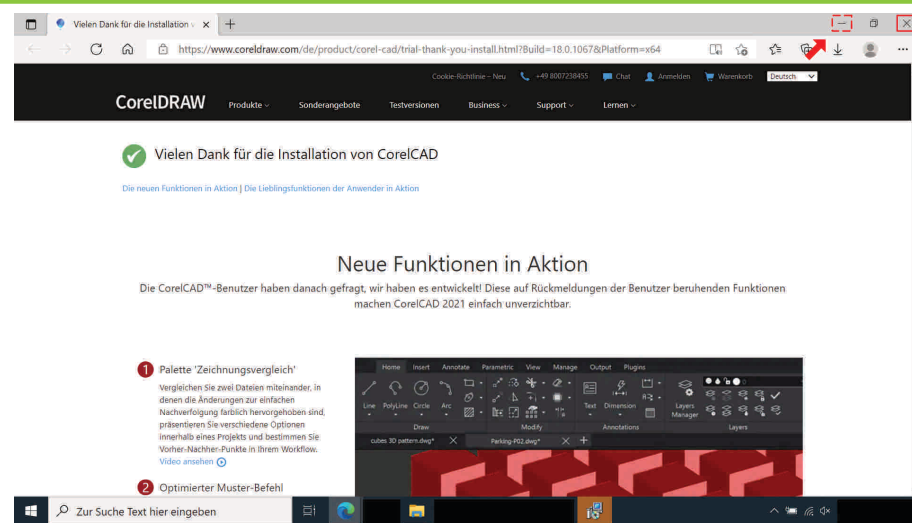 Vielen Dank für die Installation v
https://www.coreldraw.com/de/product/corel-cad/trial-thank-you-install.html?Build=18.0.1067&Platform=x64
Cookie-Richtlinie – Neu +49 8007238455 Chat Anmelden Warenkorb Deutsch
CorelDRAW Produkte Sonderangebote Testversionen Business Support Lernen
Vielen Dank für die Installation von CorelCAD
Die neuen Funktionen in Aktion | Die Lieblingsfunktionen der Anwender in Aktion
Neue Funktionen in Aktion
Die CorelCAD™-Benutzer haben danach gefragt, wir haben es entwickelt! Diese auf Rückmeldungen der Benutzer beruhenden Funktionen
machen CorelCAD 2021 einfach unverzichtbar.
1 Palette 'Zeichnungsvergleich'
Vergleichen Sie zwei Dateien miteinander, in
denen die Änderungen zur einfachen
Nachverfolgung farblich hervorgehoben sind,
präsentieren Sie verschiedene Optionen
innerhalb eines Projekts und bestimmen Sie
Vorher-Nachher-Punkte in Ihrem Workflow.
Video ansehen
2 Optimierter Muster-Befehl
Home Insert Annotate Parametric View Manage Output Plugins
Line PolyLine Circle Arc Text Dimension Layers
Manager
Draw Modify Annotations Layers
cubes 3D pattern.dwg* Parking-P02.dwg*
Zur Suche Text hier eingeben